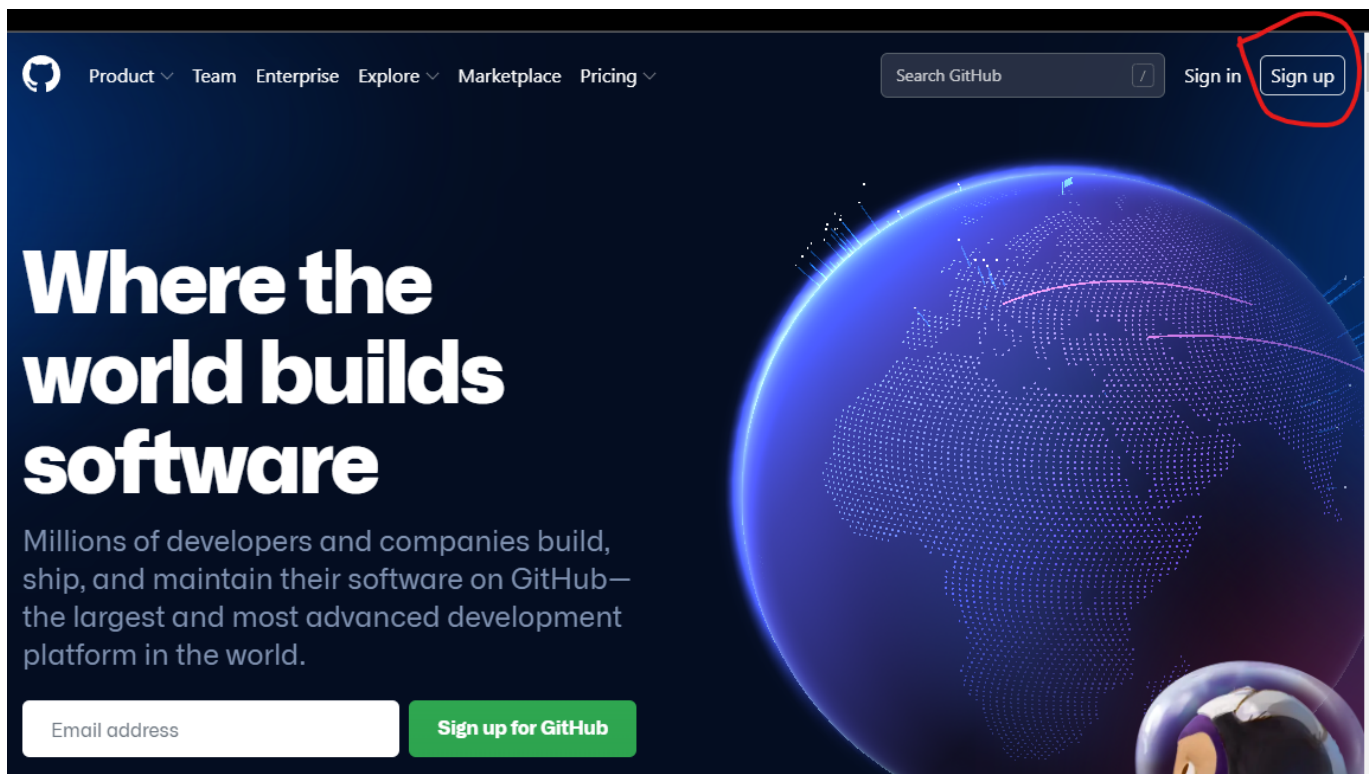 Product Team Enterprise Explore Marketplace Pricing Search GitHub / Sign in Sign up
Where the
world builds
software
Millions of developers and companies build,
ship, and maintain their software on GitHub—
the largest and most advanced development
platform in the world.
Email address Sign up for GitHub